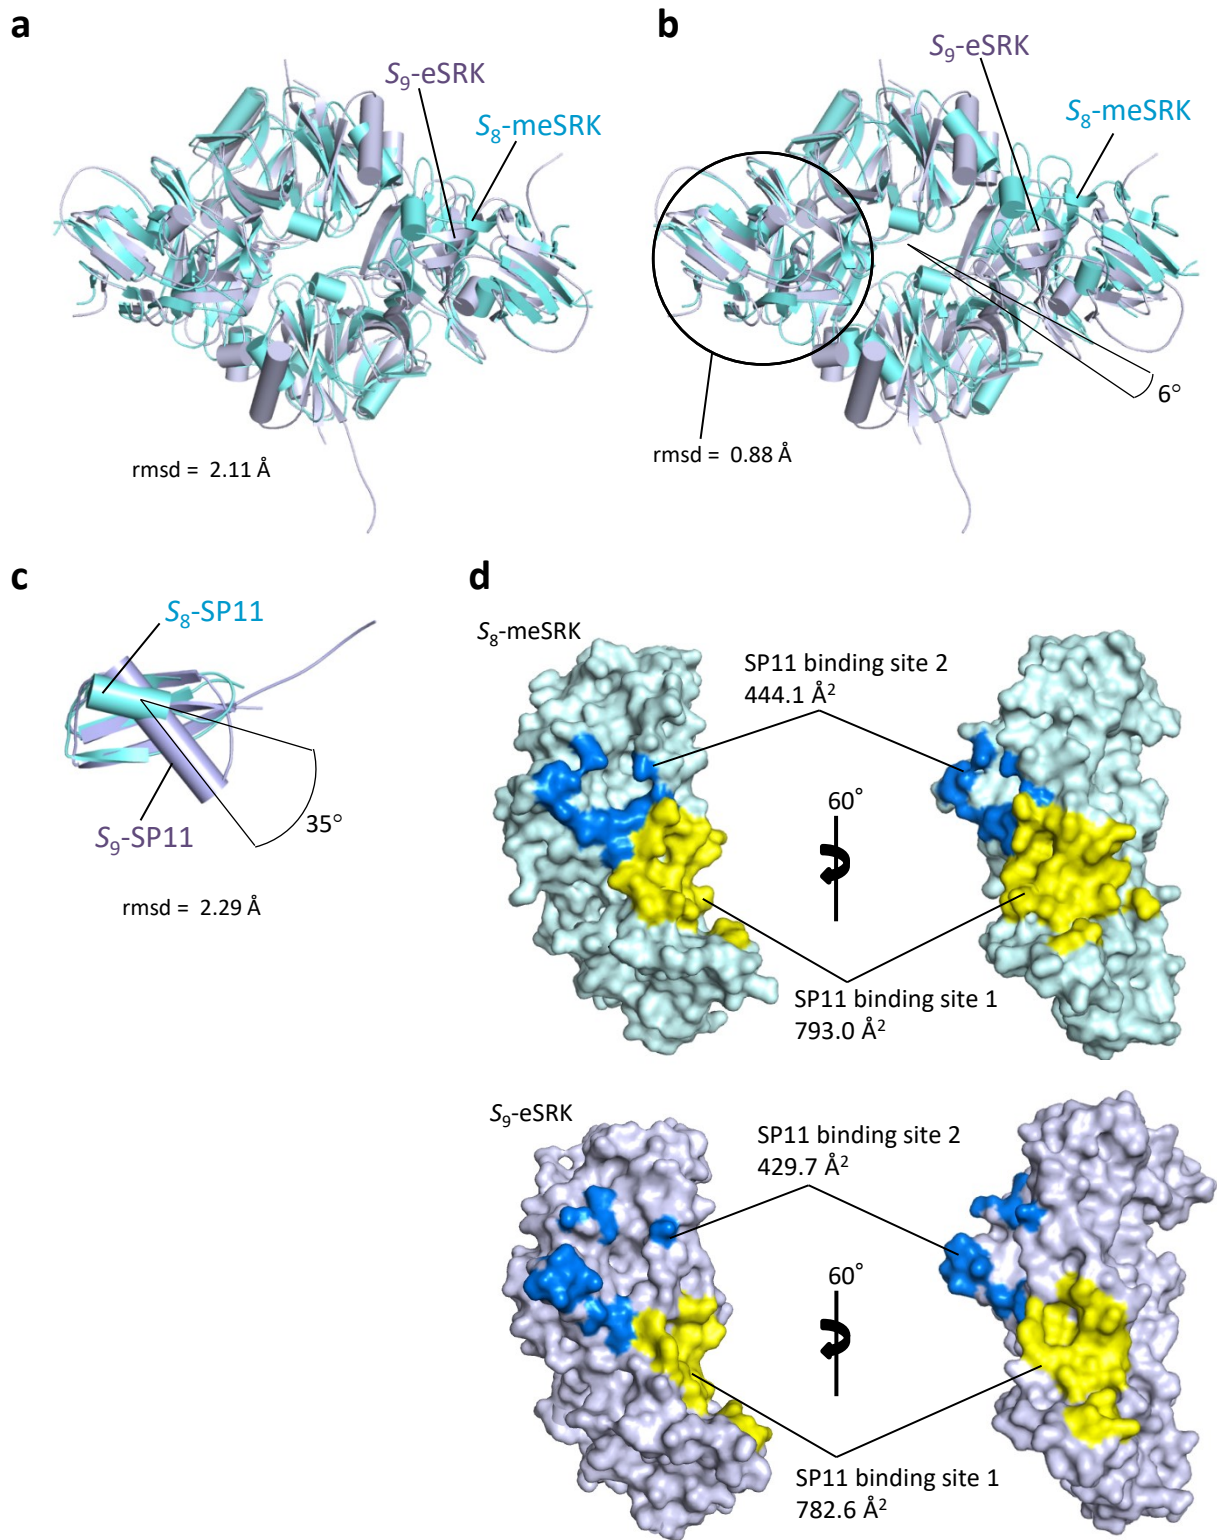 a
S₉-eSRK
S₈-meSRK
rmsd = 2.11 Å
b
S₉-eSRK
S₈-meSRK
6°
rmsd = 0.88 Å
c
S₈-SP11
S₉-SP11
35°
rmsd = 2.29 Å
d
S₈-meSRK
SP11 binding site 2
444.1 Å²
60°
SP11 binding site 1
793.0 Å²
S₉-eSRK
SP11 binding site 2
429.7 Å²
60°
SP11 binding site 1
782.6 Å²